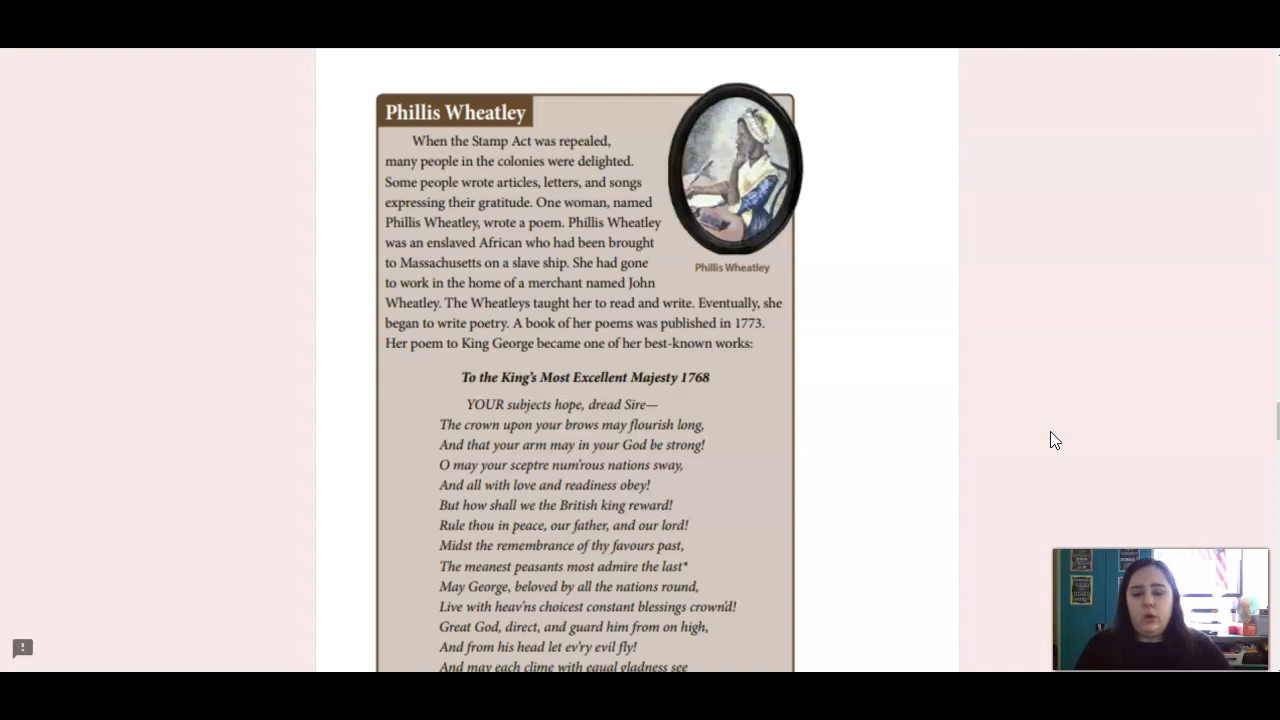 Phillis Wheatley
When the Stamp Act was repealed,
many people in the colonies were delighted.
Some people wrote articles, letters, and songs
expressing their gratitude. One woman, named
Phillis Wheatley, wrote a poem. Phillis Wheatley
was an enslaved African who had been brought
to Massachusetts on a slave ship. She had gone
to work in the home of a merchant named John
Wheatley. The Wheatleys taught her to read and write. Eventually, she
began to write poetry. A book of her poems was published in 1773.
Her poem to King George became one of her best-known works:
Phillis Wheatley
To the King's Most Excellent Majesty 1768
YOUR subjects hope, dread Sire—
The crown upon your brows may flourish long,
And that your arm may in your God be strong!
O may your sceptre num'rous nations sway,
And all with love and readiness obey!
But how shall we the British king reward!
Rule thou in peace, our father, and our lord!
Midst the remembrance of thy favours past,
The meanest peasants most admire the last*
May George, beloved by all the nations round,
Live with heav'ns choicest constant blessings crown'd!
Great God, direct, and guard him from on high,
And from his head let ev'ry evil fly!
And may each clime with equal gladness see